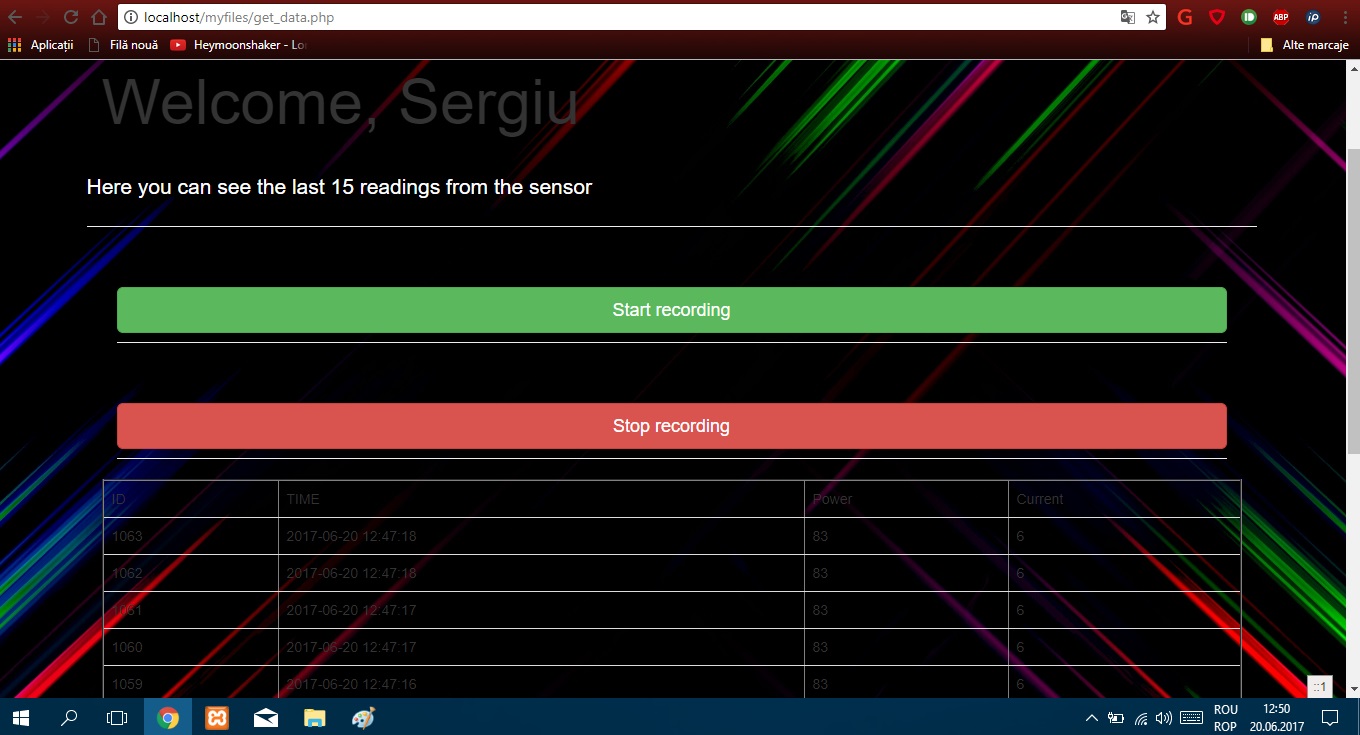 localhost/myfiles/get_data.php
G
ABP
iP
Aplicații
Filă nouă
Heymoonshaker - Lo
Alte marcaje
Welcome, Sergiu
Here you can see the last 15 readings from the sensor
Start recording
Stop recording
ID TIME Power Current
1063 2017-06-20 12:47:18 83 6
1062 2017-06-20 12:47:18 83 6
1061 2017-06-20 12:47:17 83 6
1060 2017-06-20 12:47:17 83 6
1059 2017-06-20 12:47:16 83 6
::1
ROU
ROP
12:50
20.06.2017